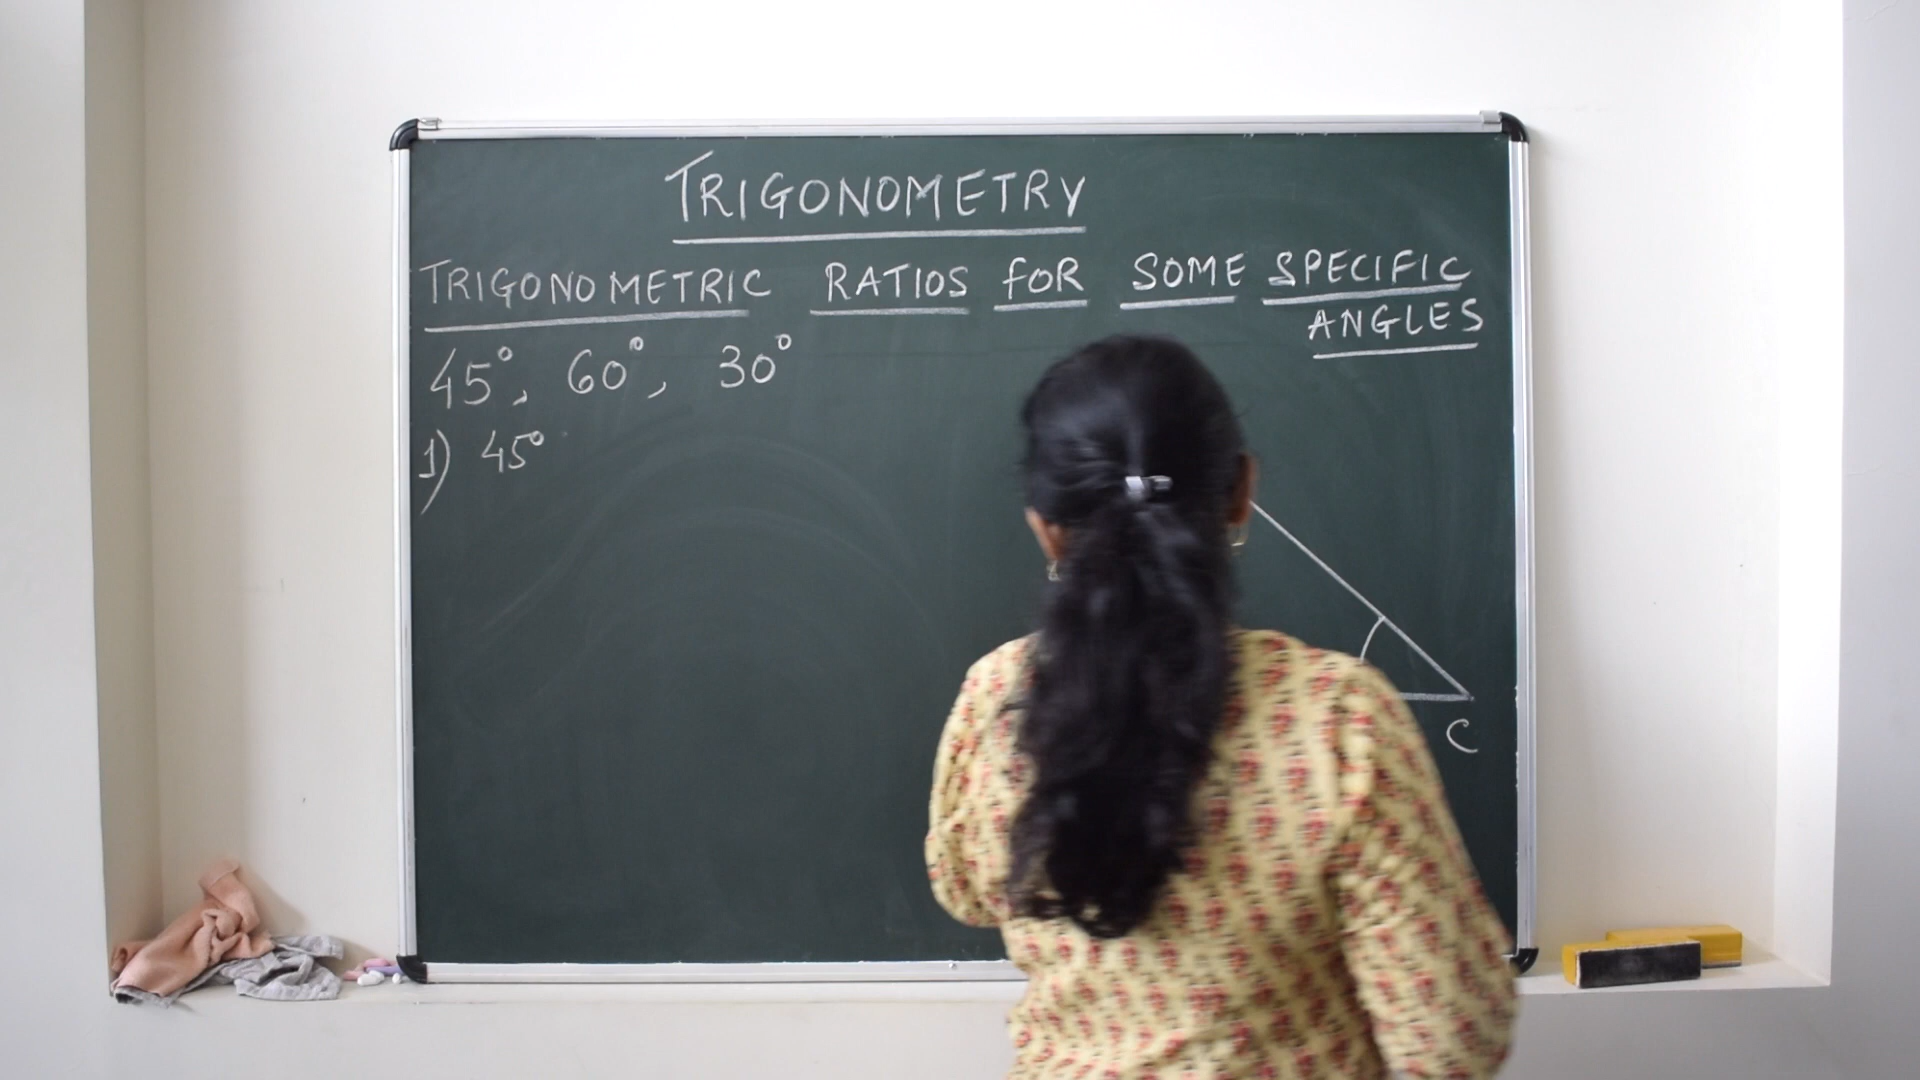 TRIGONOMETRY
TRIGONOMETRIC RATIOS FOR SOME SPECIFIC
ANGLES
45°, 60°, 30°
1) 45°
C